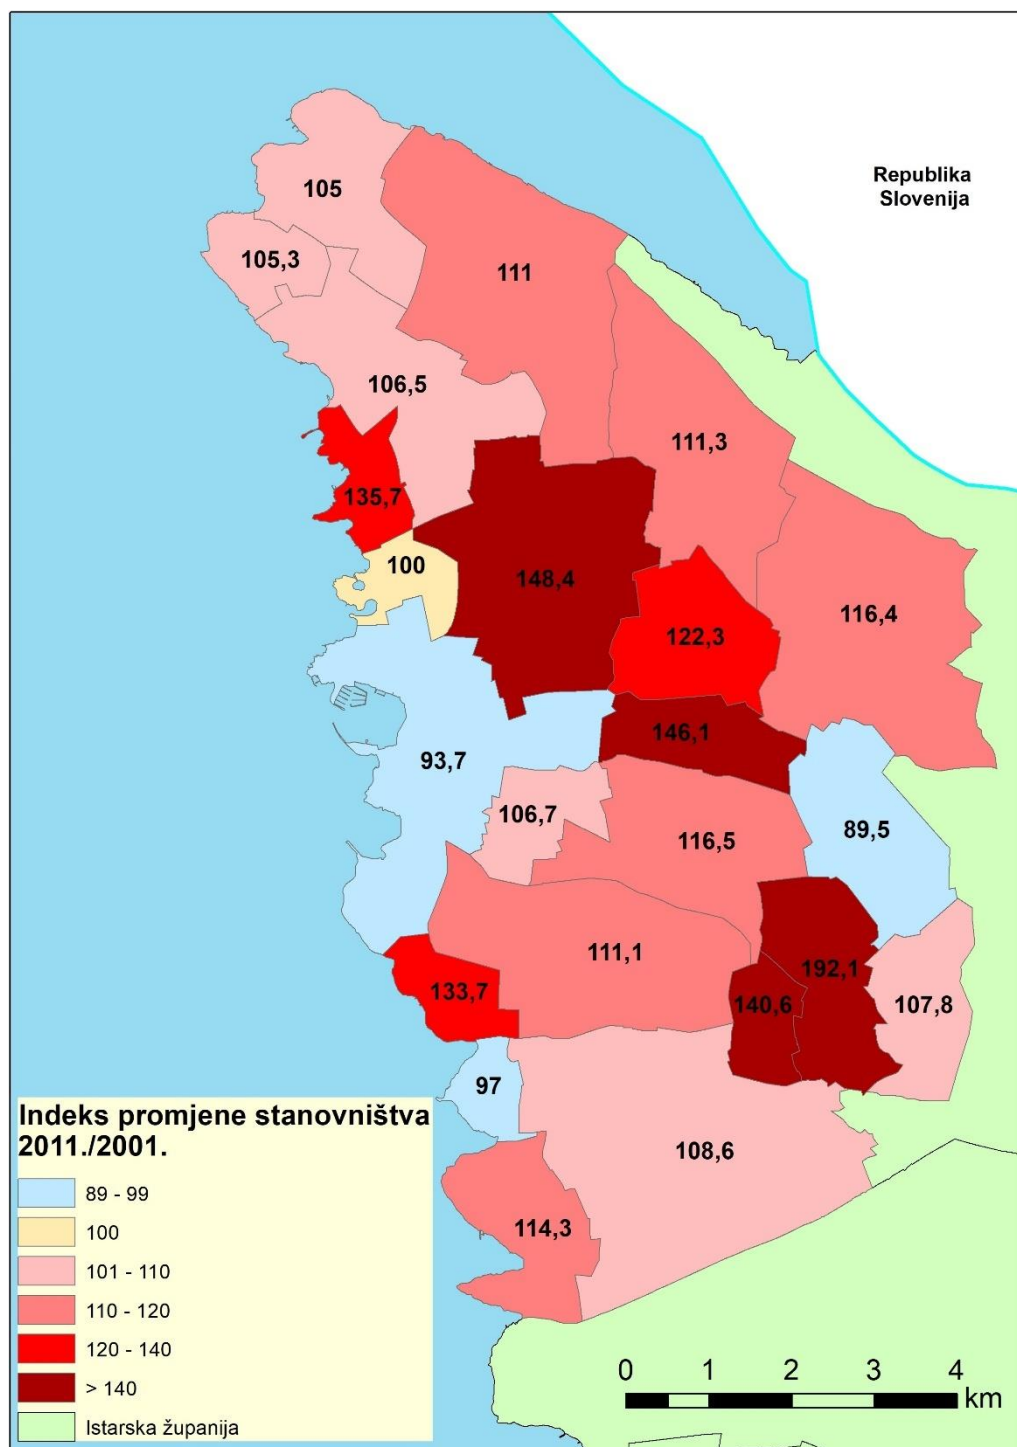 Republika
Slovenija
105
105,3
111
106,5
111,3
135,7
100
148,4
116,4
122,3
146,1
93,7
106,7
116,5
89,5
111,1
192,1
133,7
140,6
107,8
97
108,6
114,3
Indeks promjene stanovništva
2011./2001.
89 - 99
100
101 - 110
110 - 120
120 - 140
> 140
Istarska županija
0 1 2 3 4
km